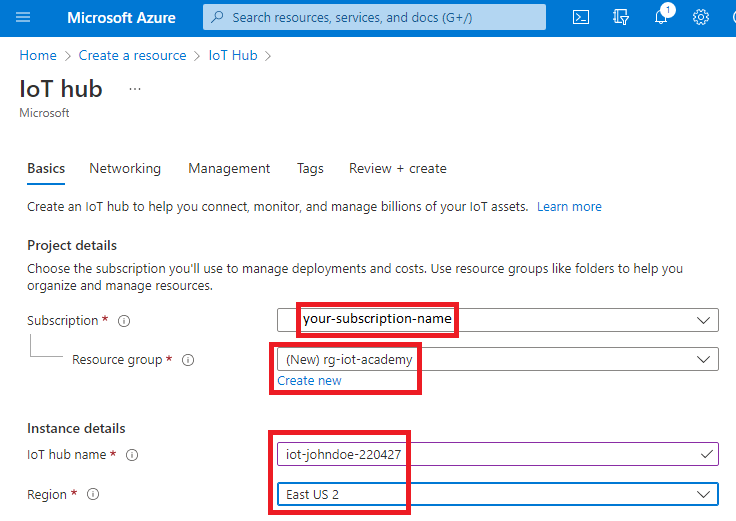 Microsoft Azure
Search resources, services, and docs (G+/)
1
Home > Create a resource > IoT Hub >
IoT hub ...
Microsoft
Basics Networking Management Tags Review + create
Create an IoT hub to help you connect, monitor, and manage billions of your IoT assets. Learn more
Project details
Choose the subscription you'll use to manage deployments and costs. Use resource groups like folders to help you
organize and manage resources.
Subscription *
your-subscription-name
Resource group *
(New) rg-iot-academy
Create new
Instance details
IoT hub name *
iot-johndoe-220427
Region *
East US 2